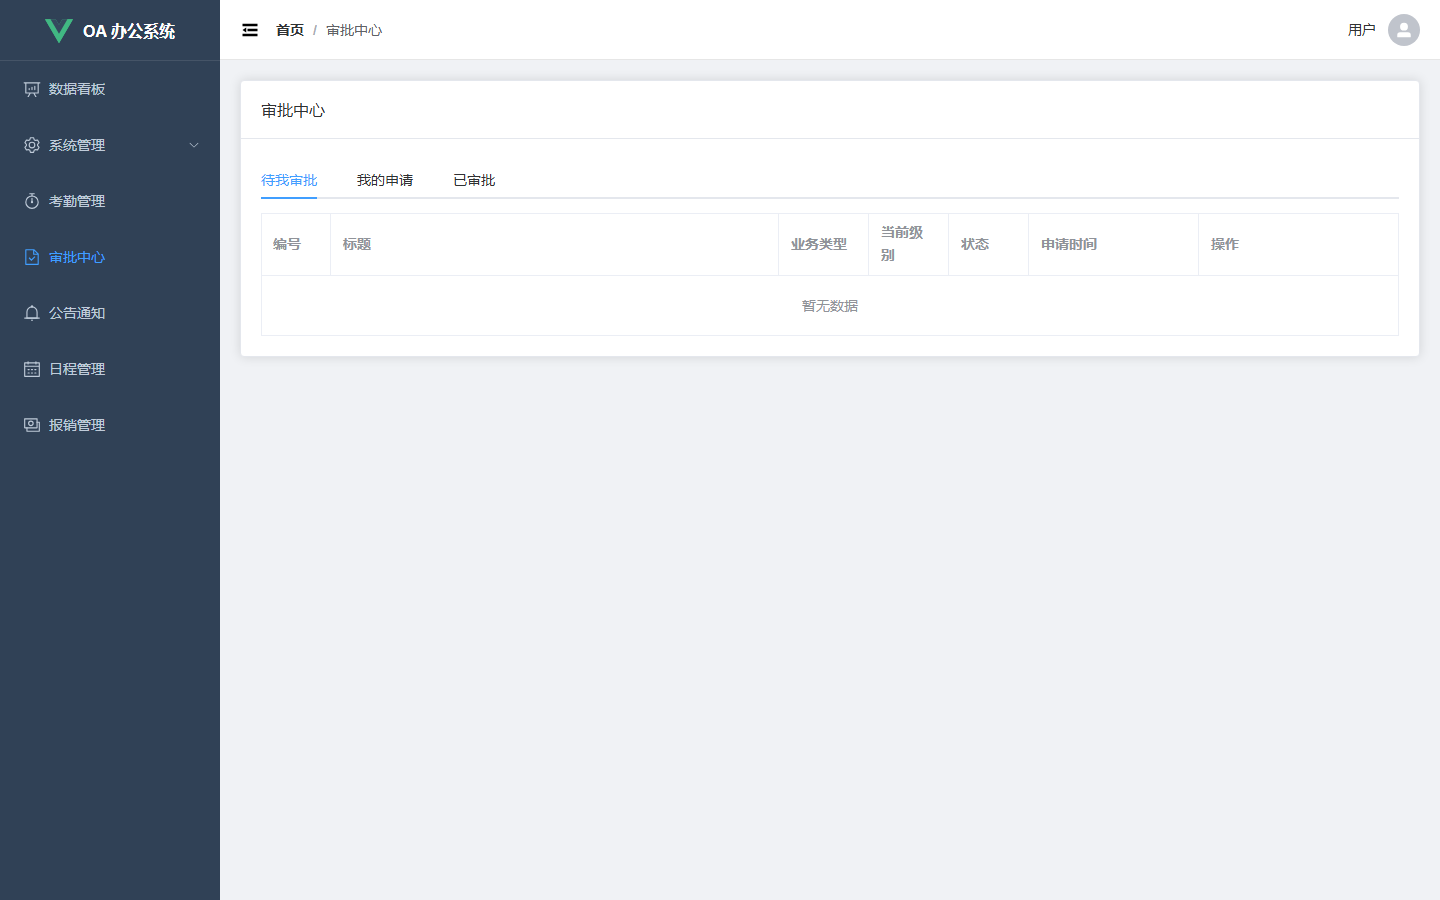 OA 办公系统
首页 / 审批中心
用户
数据看板
系统管理
考勤管理
审批中心
公告通知
日程管理
报销管理
审批中心
待我审批 我的申请 已审批
编号 标题 业务类型 当前级别 状态 申请时间 操作
暂无数据